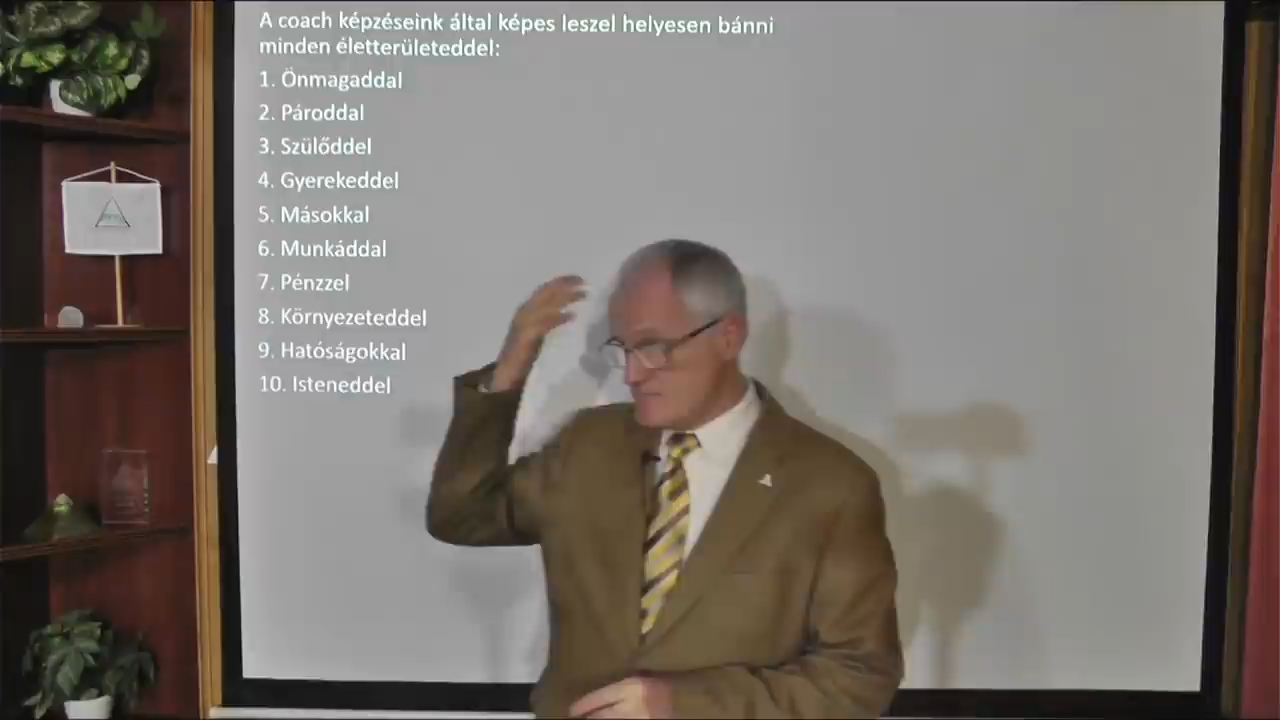 A coach képzéseink által képes leszel helyesen bánni
minden életterületeddel:
1. Önmagaddal
2. Pároddal
3. Szülőddel
4. Gyerekeddel
5. Másokkal
6. Munkáddal
7. Pénzzel
8. Környezeteddel
9. Hatóságokkal
10. Isteneddel